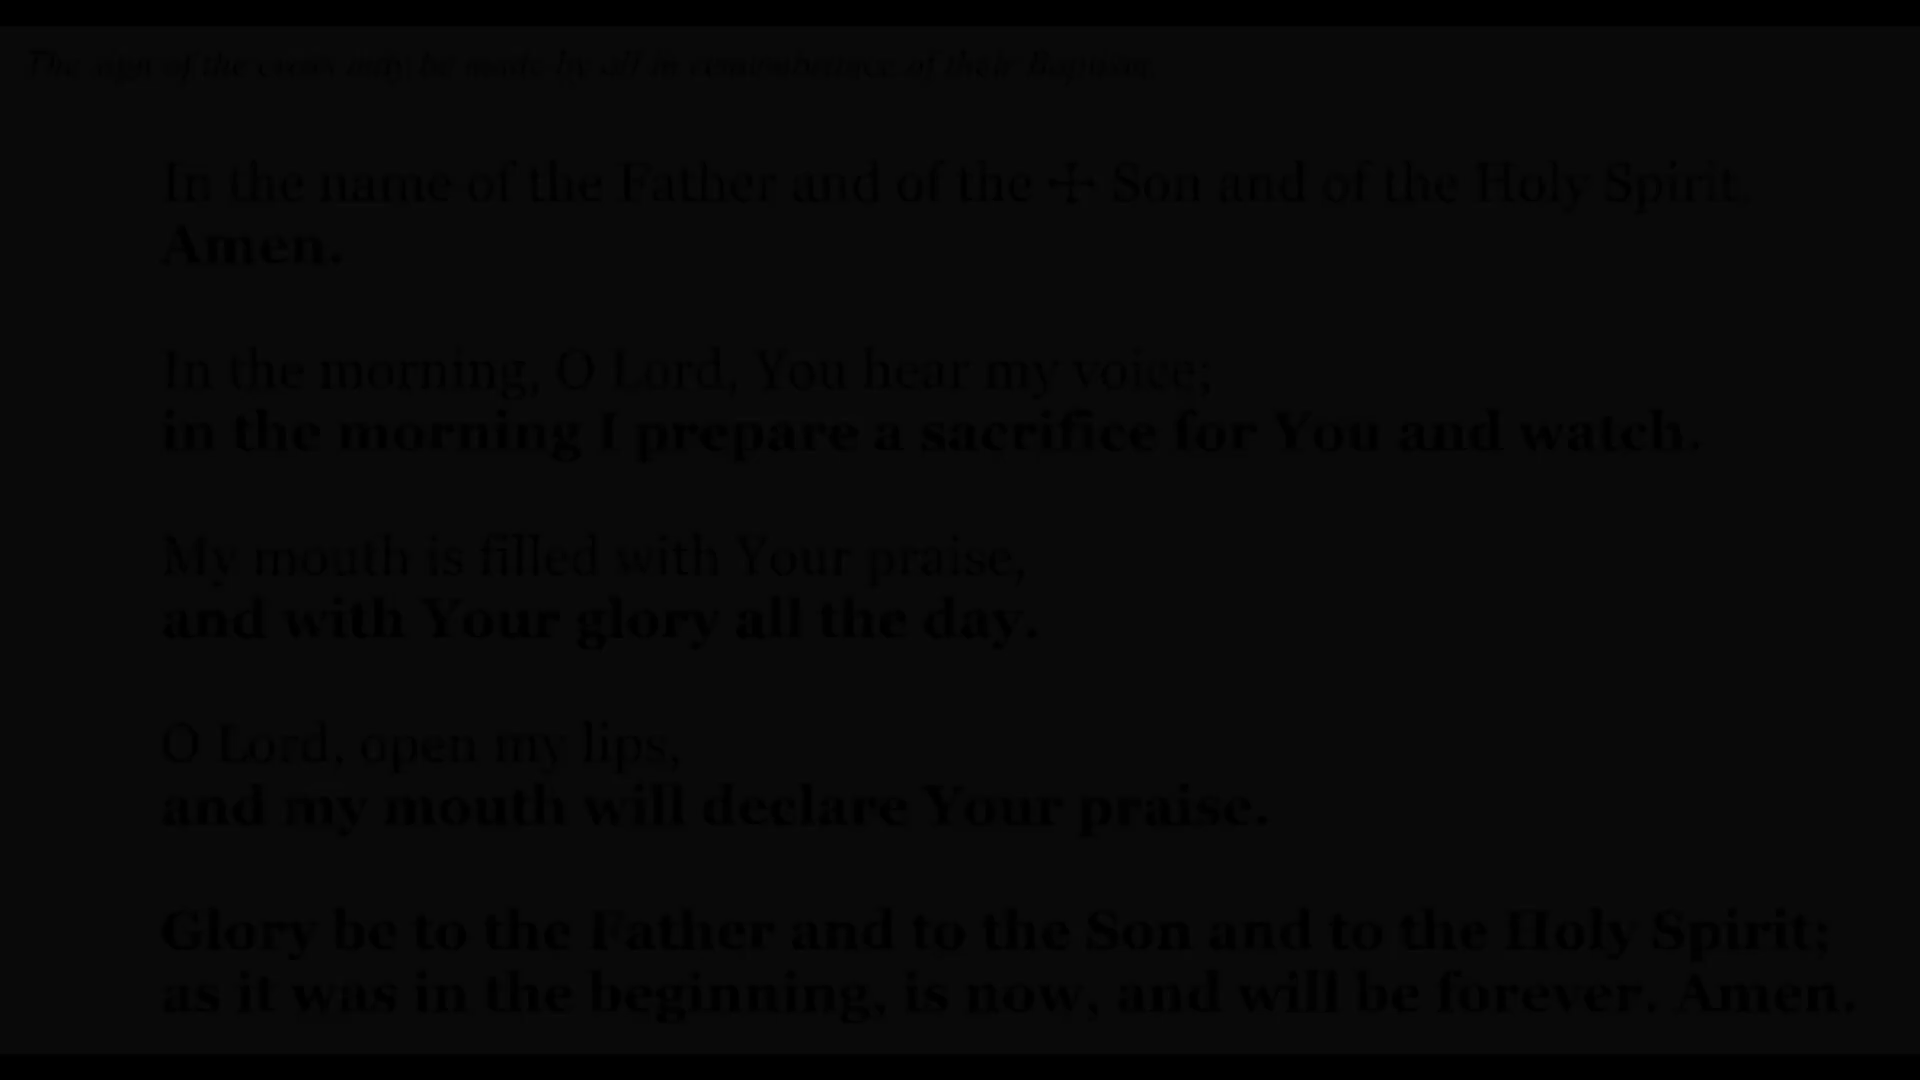 The sign of the cross may be made by all in remembrance of their Baptism.
In the name of the Father and of the ☩ Son and of the Holy Spirit.
Amen.
In the morning, O Lord, You hear my voice;
in the morning I prepare a sacrifice for You and watch.
My mouth is filled with Your praise,
and with Your glory all the day.
O Lord, open my lips,
and my mouth will declare Your praise.
Glory be to the Father and to the Son and to the Holy Spirit;
as it was in the beginning, is now, and will be forever. Amen.